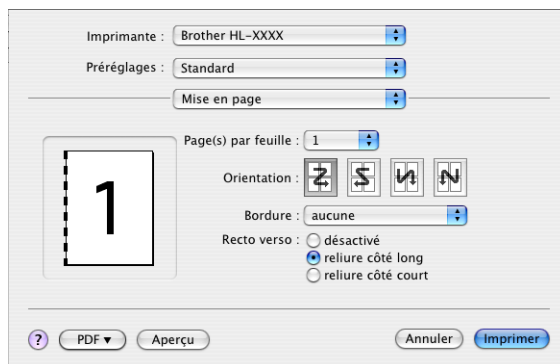 Imprimante : Brother HL-XXXX
Préréglages : Standard
Mise en page
Page(s) par feuille : 1
Orientation :
Bordure : aucune
Recto verso : désactivé
reliure côté long
reliure côté court
1
? PDF ▼ Aperçu Annuler Imprimer